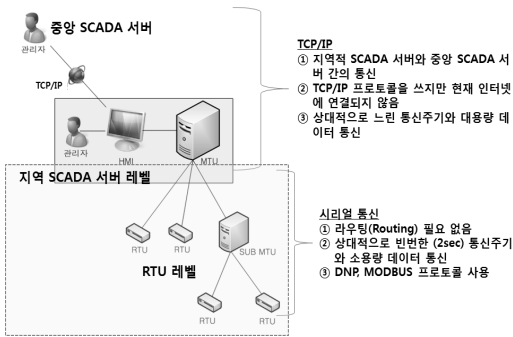 중앙 SCADA 서버
관리자
TCP/IP
관리자
HMI
MTU
지역 SCADA 서버 레벨
RTU
RTU
SUB MTU
RTU 레벨
RTU
RTU
TCP/IP
① 지역적 SCADA 서버와 중앙 SCADA 서
버 간의 통신
② TCP/IP 프로토콜을 쓰지만 현재 인터넷
에 연결되지 않음
③ 상대적으로 느린 통신주기와 대용량 데
이터 통신
시리얼 통신
① 라우팅(Routing) 필요 없음
② 상대적으로 빈번한 (2sec) 통신주기
와 소용량 데이터 통신
③ DNP, MODBUS 프로토콜 사용